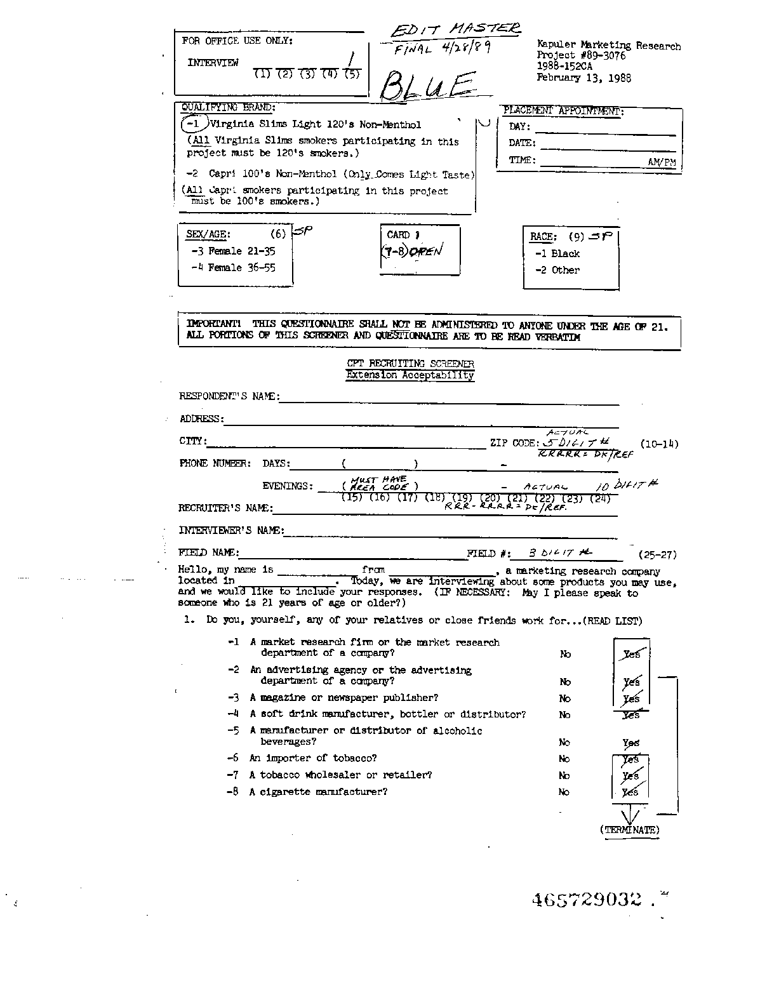 EDIT MASTER
FINAL 4/28/89
BLUE
FOR OFFICE USE ONLY:
INTERVIEW /
(1) (2) (3) (4) (5)
Kapuler Marketing Research
Project #89-3076
1988-152CA
February 13, 1988
QUALIFYING BRAND:
-1 Virginia Slims Light 120's Non-Menthol
(All Virginia Slims smokers participating in this
project must be 120's smokers.)
-2 Capri 100's Non-Menthol (Only Comes Light Taste)
(All Capri smokers participating in this project
must be 100's smokers.)
PLACEMENT APPOINTMENT:
DAY:
DATE:
TIME: AM/PM
SEX/AGE: (6) SP
-3 Female 21-35
-4 Female 36-55
CARD 1
(7-8) OPEN
RACE: (9) SP
-1 Black
-2 Other
IMPORTANT! THIS QUESTIONNAIRE SHALL NOT BE ADMINISTERED TO ANYONE UNDER THE AGE OF 21.
ALL PORTIONS OF THIS SCREENER AND QUESTIONNAIRE ARE TO BE READ VERBATIM
CPT RECRUITING SCREENER
Extension Acceptability
RESPONDENT'S NAME:
ADDRESS:
ACTUAL
CITY: ZIP CODE: 5 DIGIT # (10-14)
RRRRR = DK/REF
PHONE NUMBER: DAYS: ( ) -
MUST HAVE
EVENINGS: ( AREA CODE ) - ACTUAL 10 DIGIT #
(15) (16) (17) (18) (19) (20) (21) (22) (23) (24)
RECRUITER'S NAME: RRR-RRRR = DK/REF.
INTERVIEWER'S NAME:
FIELD NAME: FIELD #: 3 DIGIT # (25-27)
Hello, my name is from , a marketing research company
located in . Today, we are interviewing about some products you may use,
and we would like to include your responses. (IF NECESSARY: May I please speak to
someone who is 21 years of age or older?)
1. Do you, yourself, any of your relatives or close friends work for...(READ LIST)
-1 A market research firm or the market research
department of a company? No Yes
-2 An advertising agency or the advertising
department of a company? No Yes
-3 A magazine or newspaper publisher? No Yes
-4 A soft drink manufacturer, bottler or distributor? No Yes
-5 A manufacturer or distributor of alcoholic
beverages? No Yes
-6 An importer of tobacco? No Yes
-7 A tobacco wholesaler or retailer? No Yes
-8 A cigarette manufacturer? No Yes
(TERMINATE)
465729032